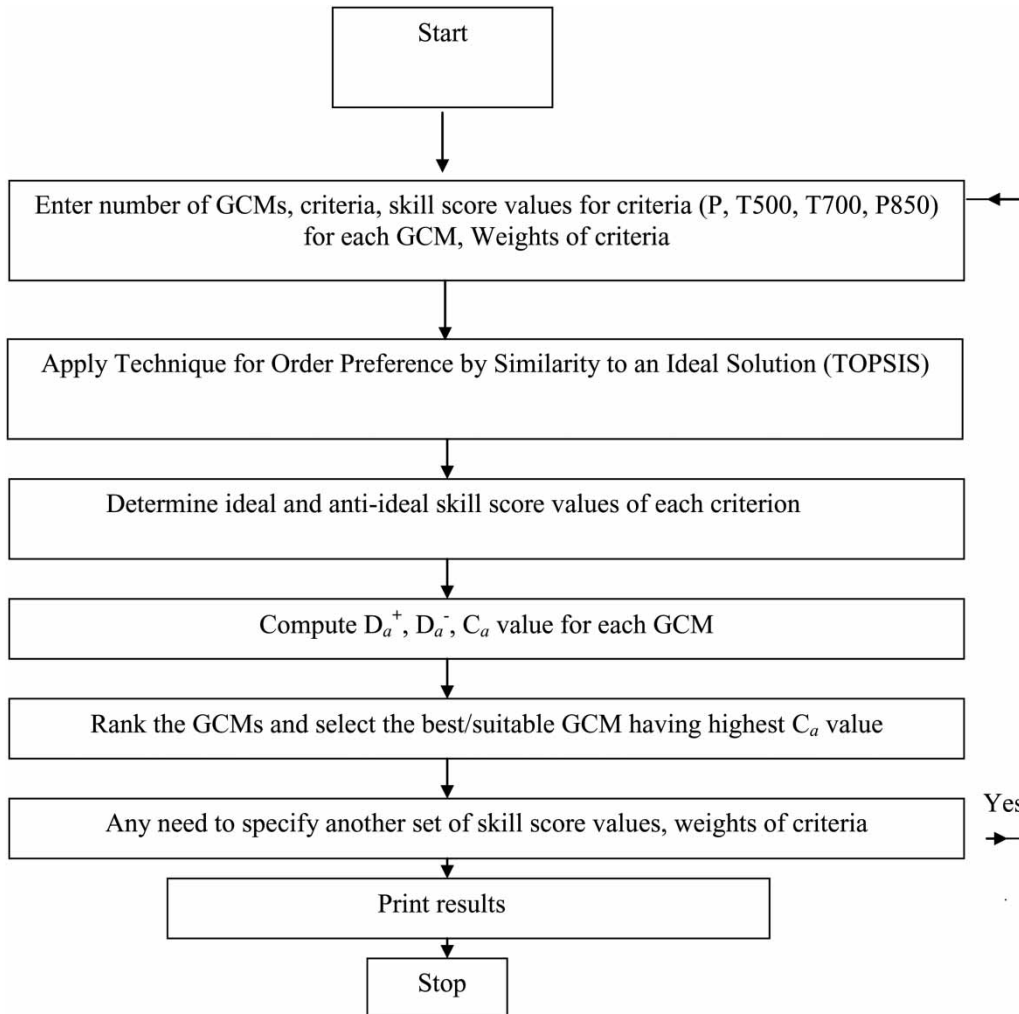 Start
Enter number of GCMs, criteria, skill score values for criteria (P, T500, T700, P850)
for each GCM, Weights of criteria
Apply Technique for Order Preference by Similarity to an Ideal Solution (TOPSIS)
Determine ideal and anti-ideal skill score values of each criterion
Compute Dₐ⁺, Dₐ⁻, Cₐ value for each GCM
Rank the GCMs and select the best/suitable GCM having highest Cₐ value
Any need to specify another set of skill score values, weights of criteria
Yes
Print results
Stop